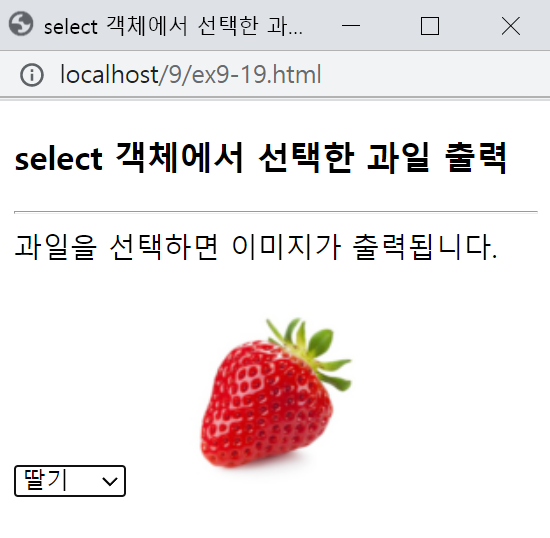 select 객체에서 선택한 과...
localhost/9/ex9-19.html
select 객체에서 선택한 과일 출력
과일을 선택하면 이미지가 출력됩니다.
딸기